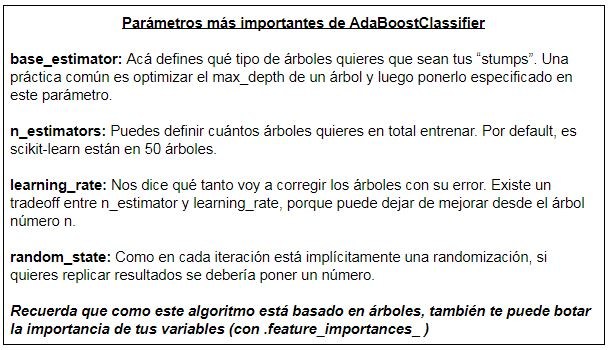 Parámetros más importantes de AdaBoostClassifier
base_estimator: Acá defines qué tipo de árboles quieres que sean tus “stumps”. Una
práctica común es optimizar el max_depth de un árbol y luego ponerlo especificado en
este parámetro.
n_estimators: Puedes definir cuántos árboles quieres en total entrenar. Por default, es
scikit-learn están en 50 árboles.
learning_rate: Nos dice qué tanto voy a corregir los árboles con su error. Existe un
tradeoff entre n_estimator y learning_rate, porque puede dejar de mejorar desde el árbol
número n.
random_state: Como en cada iteración está implícitamente una randomización, si
quieres replicar resultados se debería poner un número.
Recuerda que como este algoritmo está basado en árboles, también te puede botar
la importancia de tus variables (con .feature_importances_ )